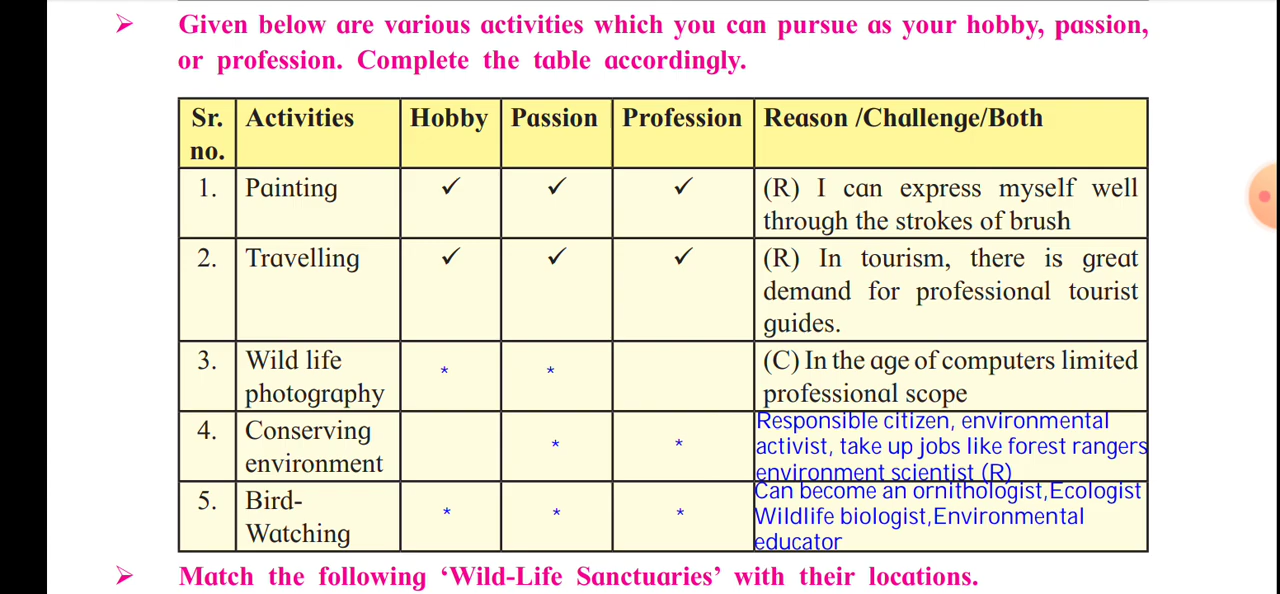 ➢ Given below are various activities which you can pursue as your hobby, passion,
or profession. Complete the table accordingly.
Sr. no. Activities Hobby Passion Profession Reason /Challenge/Both
1. Painting ✓ ✓ ✓ (R) I can express myself well
through the strokes of brush
2. Travelling ✓ ✓ ✓ (R) In tourism, there is great
demand for professional tourist
guides.
3. Wild life
photography * * (C) In the age of computers limited
professional scope
4. Conserving
environment * * Responsible citizen, environmental
activist, take up jobs like forest rangers
environment scientist (R)
5. Bird-
Watching * * * Can become an ornithologist,Ecologist
Wildlife biologist,Environmental
educator
➢ Match the following ‘Wild-Life Sanctuaries’ with their locations.